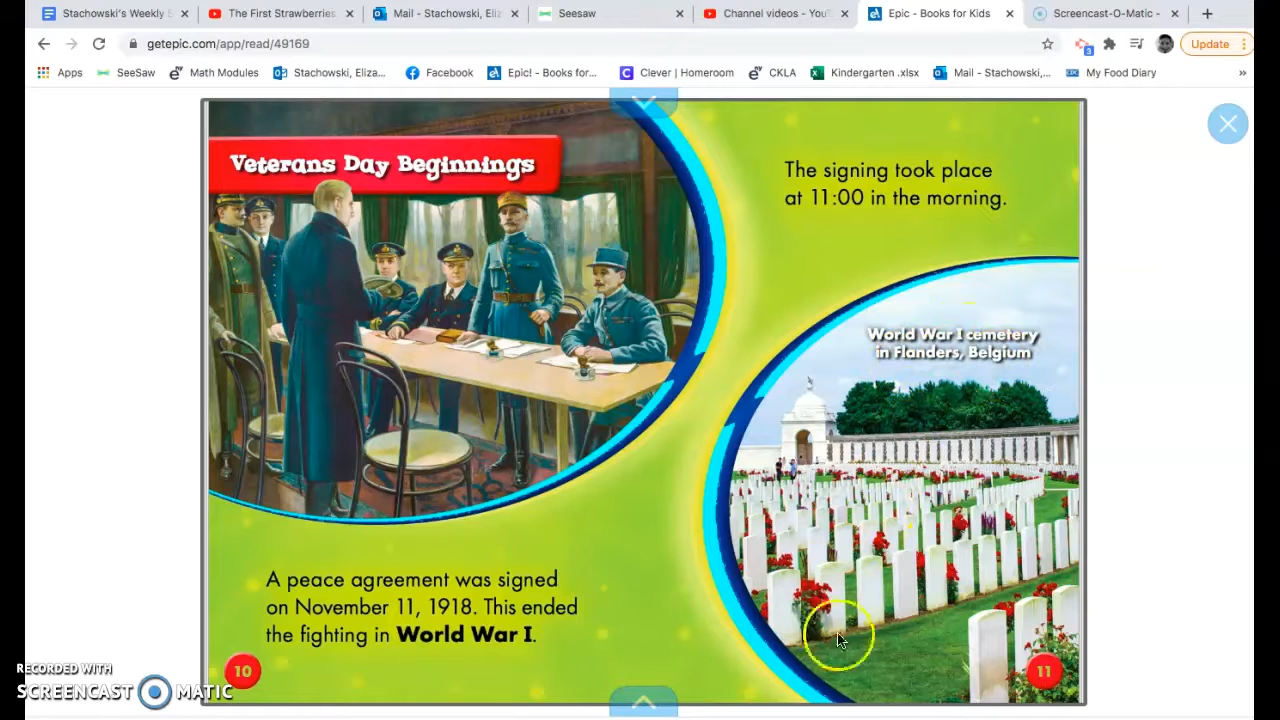 Stachowski's Weekly S
The First Strawberries
Mail - Stachowski, Eliz
Seesaw
Channel videos - YouT
Epic - Books for Kids
Screencast-O-Matic -
getepic.com/app/read/49169
3
Update
Apps
SeeSaw
Math Modules
Stachowski, Eliza...
Facebook
Epic! - Books for...
Clever | Homeroom
CKLA
Kindergarten .xlsx
Mail - Stachowski,...
My Food Diary
»
Veterans Day Beginnings
A peace agreement was signed
on November 11, 1918. This ended
the fighting in World War I.
10
The signing took place
at 11:00 in the morning.
World War I cemetery
in Flanders, Belgium
11
RECORDED WITH
SCREENCAST MATIC